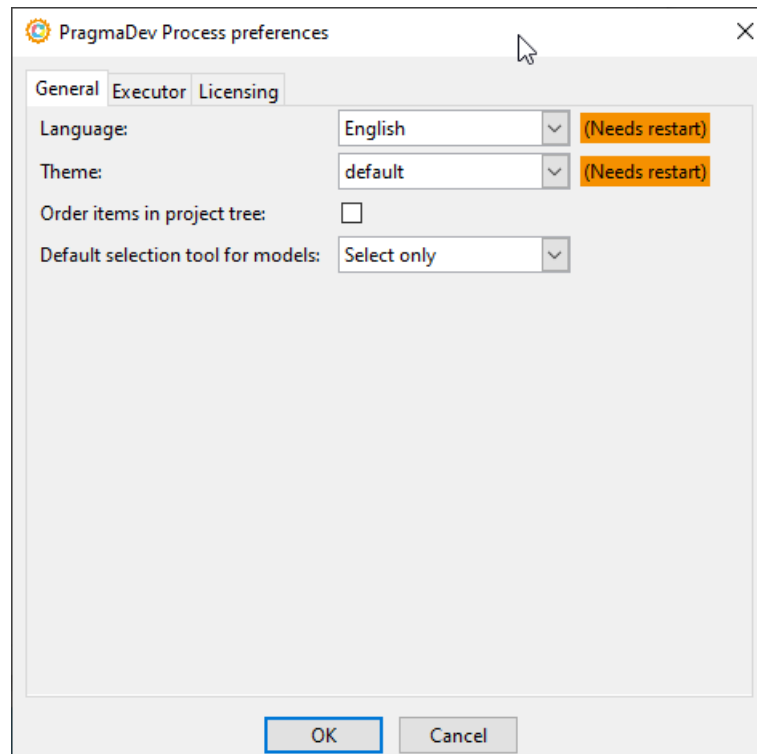 PragmaDev Process preferences
General Executor Licensing
Language: English (Needs restart)
Theme: default (Needs restart)
Order items in project tree:
Default selection tool for models: Select only
OK Cancel